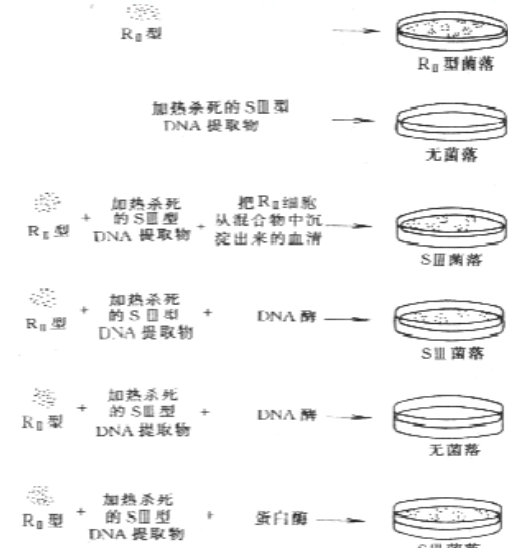 RⅡ型
RⅡ型菌落
加热杀死的SⅢ型
DNA提取物
无菌落
RⅡ型
+
加热杀死
的SⅢ型
DNA提取物
+
把RⅡ细胞
从混合物中沉
淀出来的血清
SⅢ菌落
RⅡ型
+
加热杀死
的SⅢ型
DNA提取物
+
DNA酶
SⅢ菌落
RⅡ型
+
加热杀死
的SⅢ型
DNA提取物
+
DNA酶
无菌落
RⅡ型
+
加热杀死
的SⅢ型
DNA提取物
+
蛋白酶
SⅢ菌落